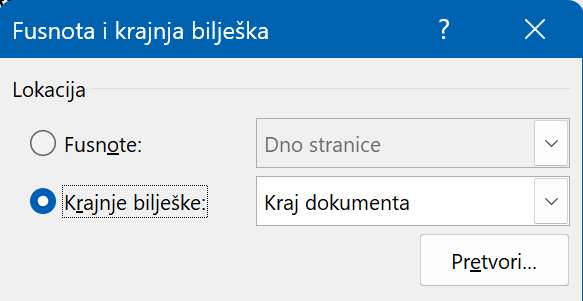 Fusnota i krajnja bilješka ?
Lokacija
Fusnote: Dno stranice
Krajnje bilješke: Kraj dokumenta
Pretvori...